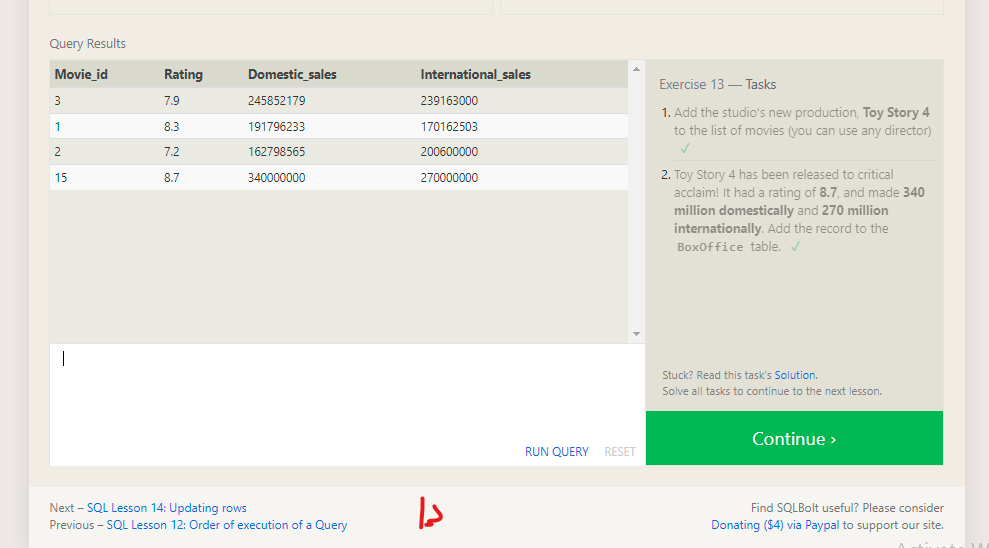 Query Results
Movie_id Rating Domestic_sales International_sales
3 7.9 245852179 239163000
1 8.3 191796233 170162503
2 7.2 162798565 200600000
15 8.7 340000000 270000000
RUN QUERY RESET
Exercise 13 — Tasks
1. Add the studio's new production, Toy Story 4
to the list of movies (you can use any director)
✓
2. Toy Story 4 has been released to critical
acclaim! It had a rating of 8.7, and made 340
million domestically and 270 million
internationally. Add the record to the
BoxOffice table. ✓
Stuck? Read this task's Solution.
Solve all tasks to continue to the next lesson.
Continue ›
Next – SQL Lesson 14: Updating rows
Previous – SQL Lesson 12: Order of execution of a Query
Find SQLBolt useful? Please consider
Donating ($4) via Paypal to support our site.